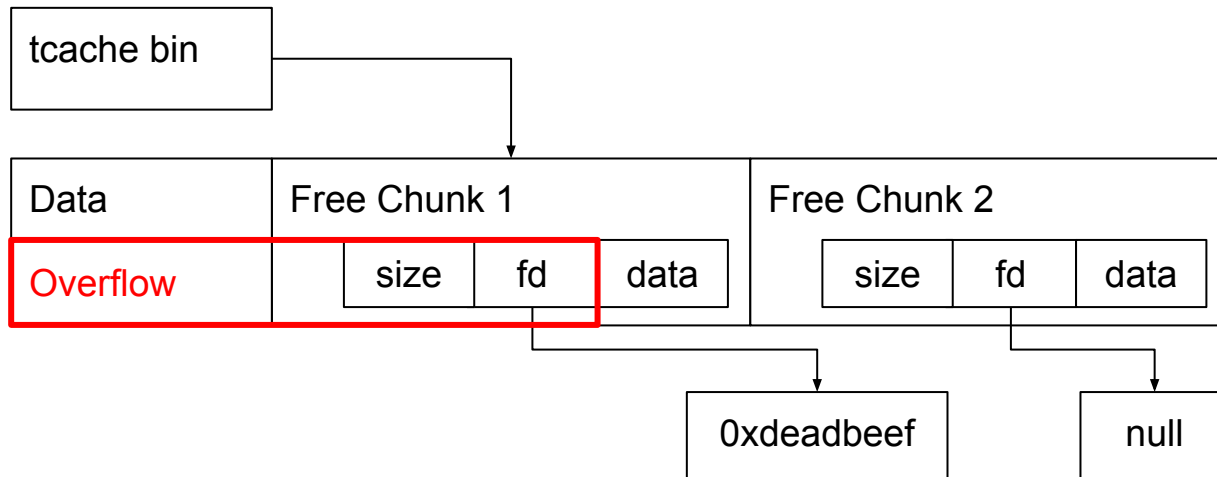 tcache bin
Data
Free Chunk 1
Free Chunk 2
Overflow
size
fd
data
size
fd
data
0xdeadbeef
null